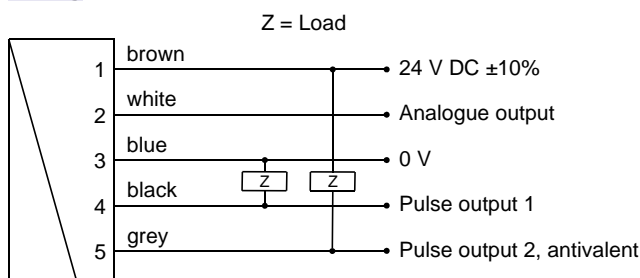 Z = Load
1 brown 24 V DC ±10%
2 white Analogue output
3 blue 0 V
Z Z
4 black Pulse output 1
5 grey Pulse output 2, antivalent